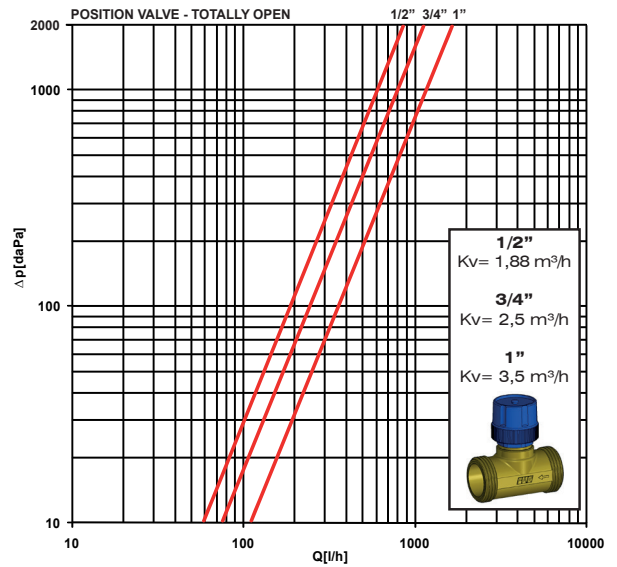 POSITION VALVE - TOTALLY OPEN
1/2” 3/4” 1”
2000
1000
Δp[daPa]
100
10
1/2”
Kv= 1,88 m³/h
3/4”
Kv= 2,5 m³/h
1”
Kv= 3,5 m³/h
10 100 1000 10000
Q[l/h]